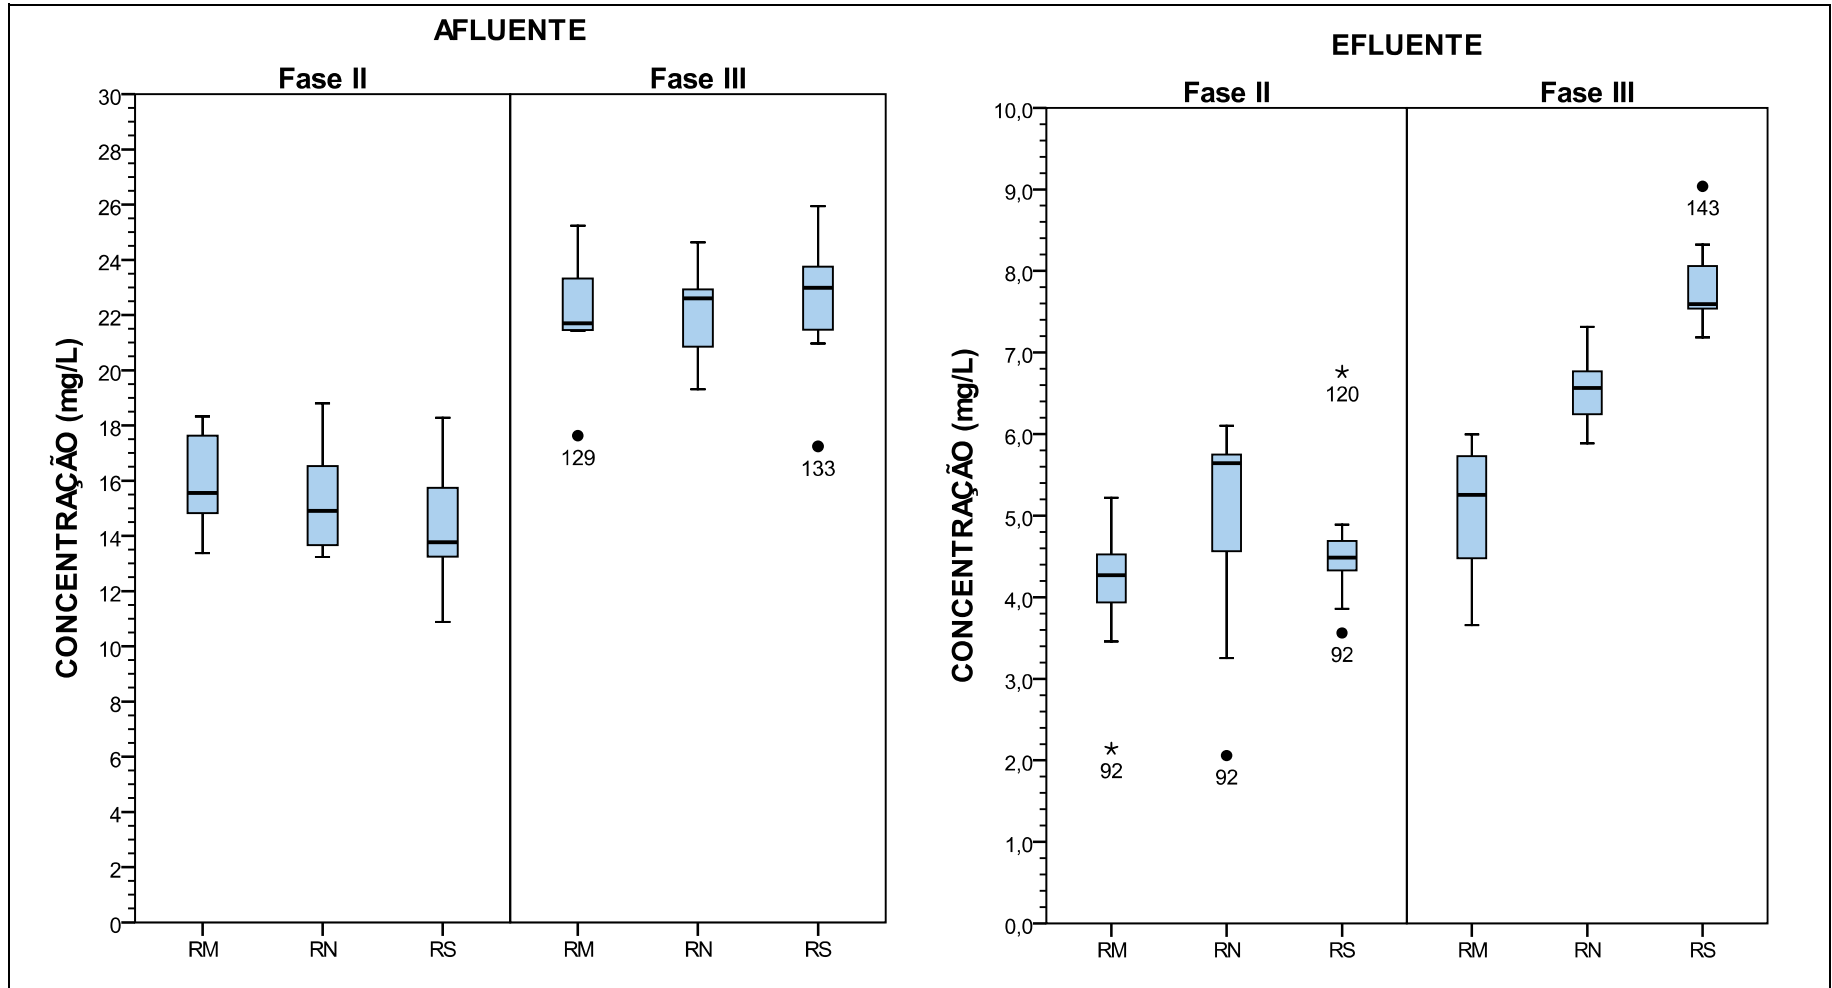 AFLUENTE
Fase II
Fase III
CONCENTRAÇÃO (mg/L)
30
28
26
24
22
20
18
16
14
12
10
8
6
4
2
0
129
133
RM
RN
RS
RM
RN
RS
EFLUENTE
Fase II
Fase III
CONCENTRAÇÃO (mg/L)
10,0
9,0
8,0
7,0
6,0
5,0
4,0
3,0
2,0
1,0
0,0
143
120
92
92
92
RM
RN
RS
RM
RN
RS